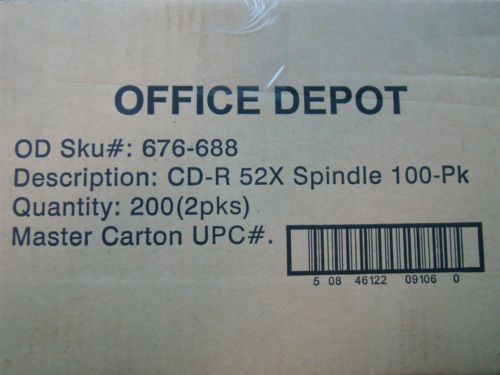 OFFICE DEPOT
OD Sku#: 676-688
Description: CD-R 52X Spindle 100-Pk
Quantity: 200(2pks)
Master Carton UPC#.
5 08 46122 09106 0